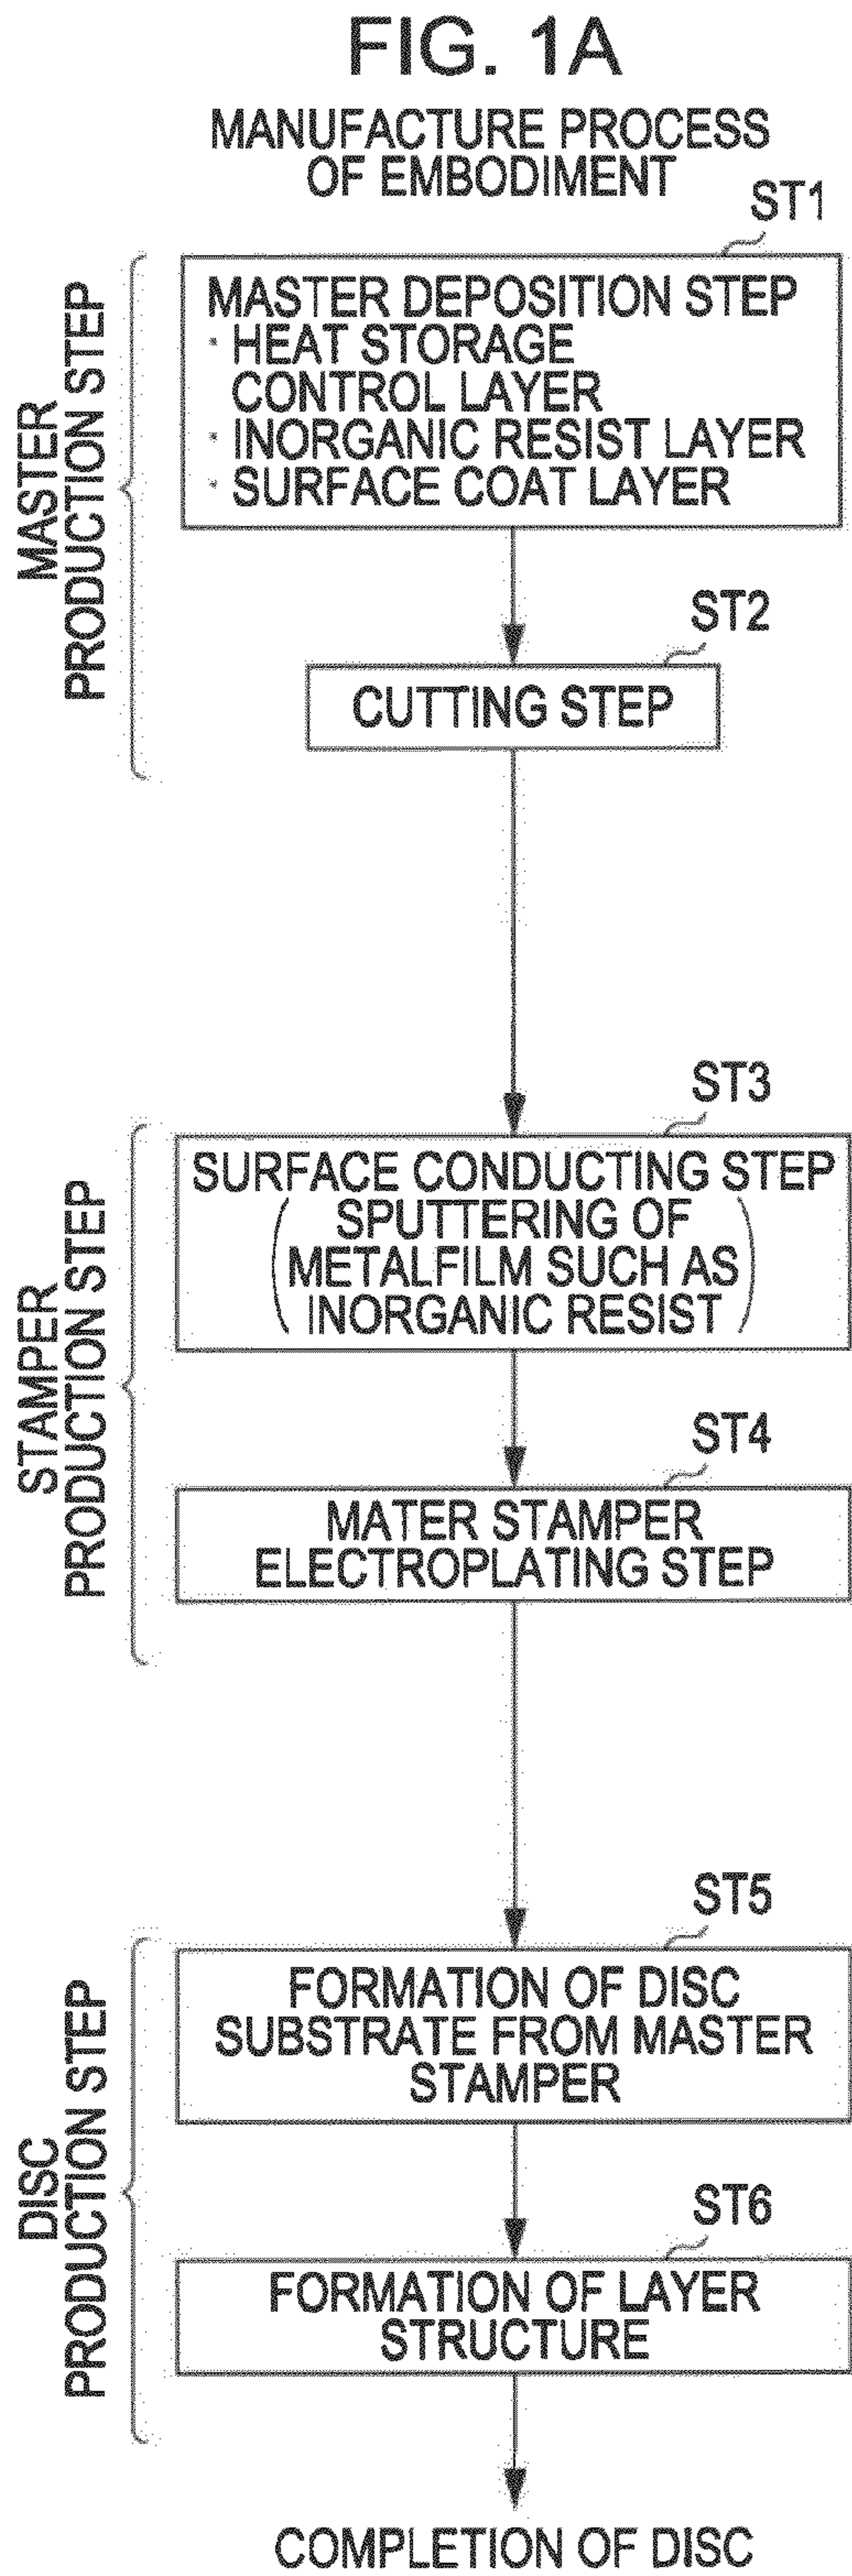 FIG. 1A
MANUFACTURE PROCESS
OF EMBODIMENT
MASTER
PRODUCTION STEP
ST1
MASTER DEPOSITION STEP
· HEAT STORAGE
CONTROL LAYER
· INORGANIC RESIST LAYER
· SURFACE COAT LAYER
ST2
CUTTING STEP
STAMPER
PRODUCTION STEP
ST3
SURFACE CONDUCTING STEP
( SPUTTERING OF
METALFILM SUCH AS
INORGANIC RESIST )
ST4
MATER STAMPER
ELECTROPLATING STEP
DISC
PRODUCTION STEP
ST5
FORMATION OF DISC
SUBSTRATE FROM MASTER
STAMPER
ST6
FORMATION OF LAYER
STRUCTURE
COMPLETION OF DISC